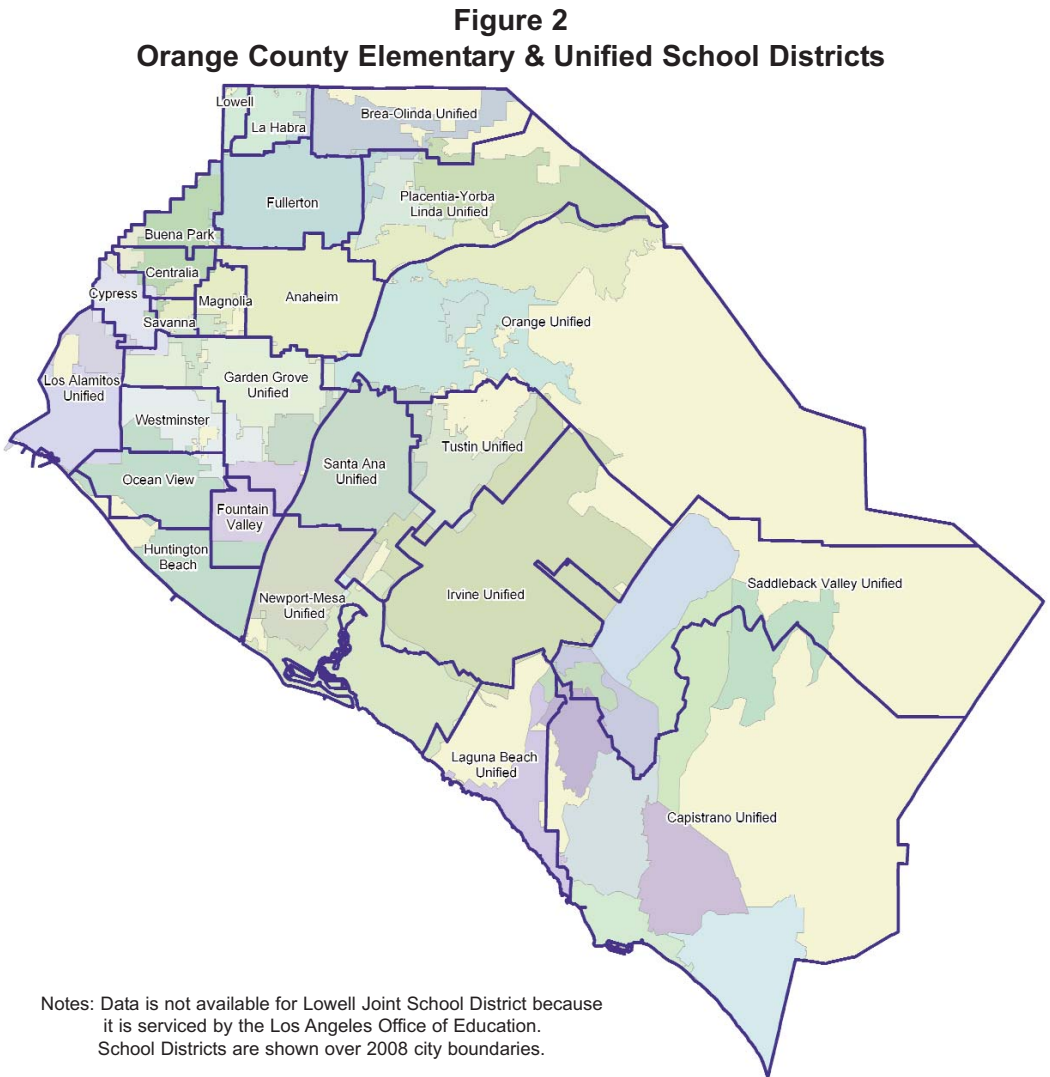 Figure 2
Orange County Elementary & Unified School Districts
Lowell
La Habra
Brea-Olinda Unified
Fullerton
Placentia-Yorba
Linda Unified
Buena Park
Centralia
Cypress
Magnolia
Anaheim
Savanna
Orange Unified
Los Alamitos
Unified
Garden Grove
Unified
Westminster
Tustin Unified
Santa Ana
Unified
Ocean View
Fountain
Valley
Huntington
Beach
Newport-Mesa
Unified
Irvine Unified
Saddleback Valley Unified
Laguna Beach
Unified
Capistrano Unified
Notes: Data is not available for Lowell Joint School District because
it is serviced by the Los Angeles Office of Education.
School Districts are shown over 2008 city boundaries.